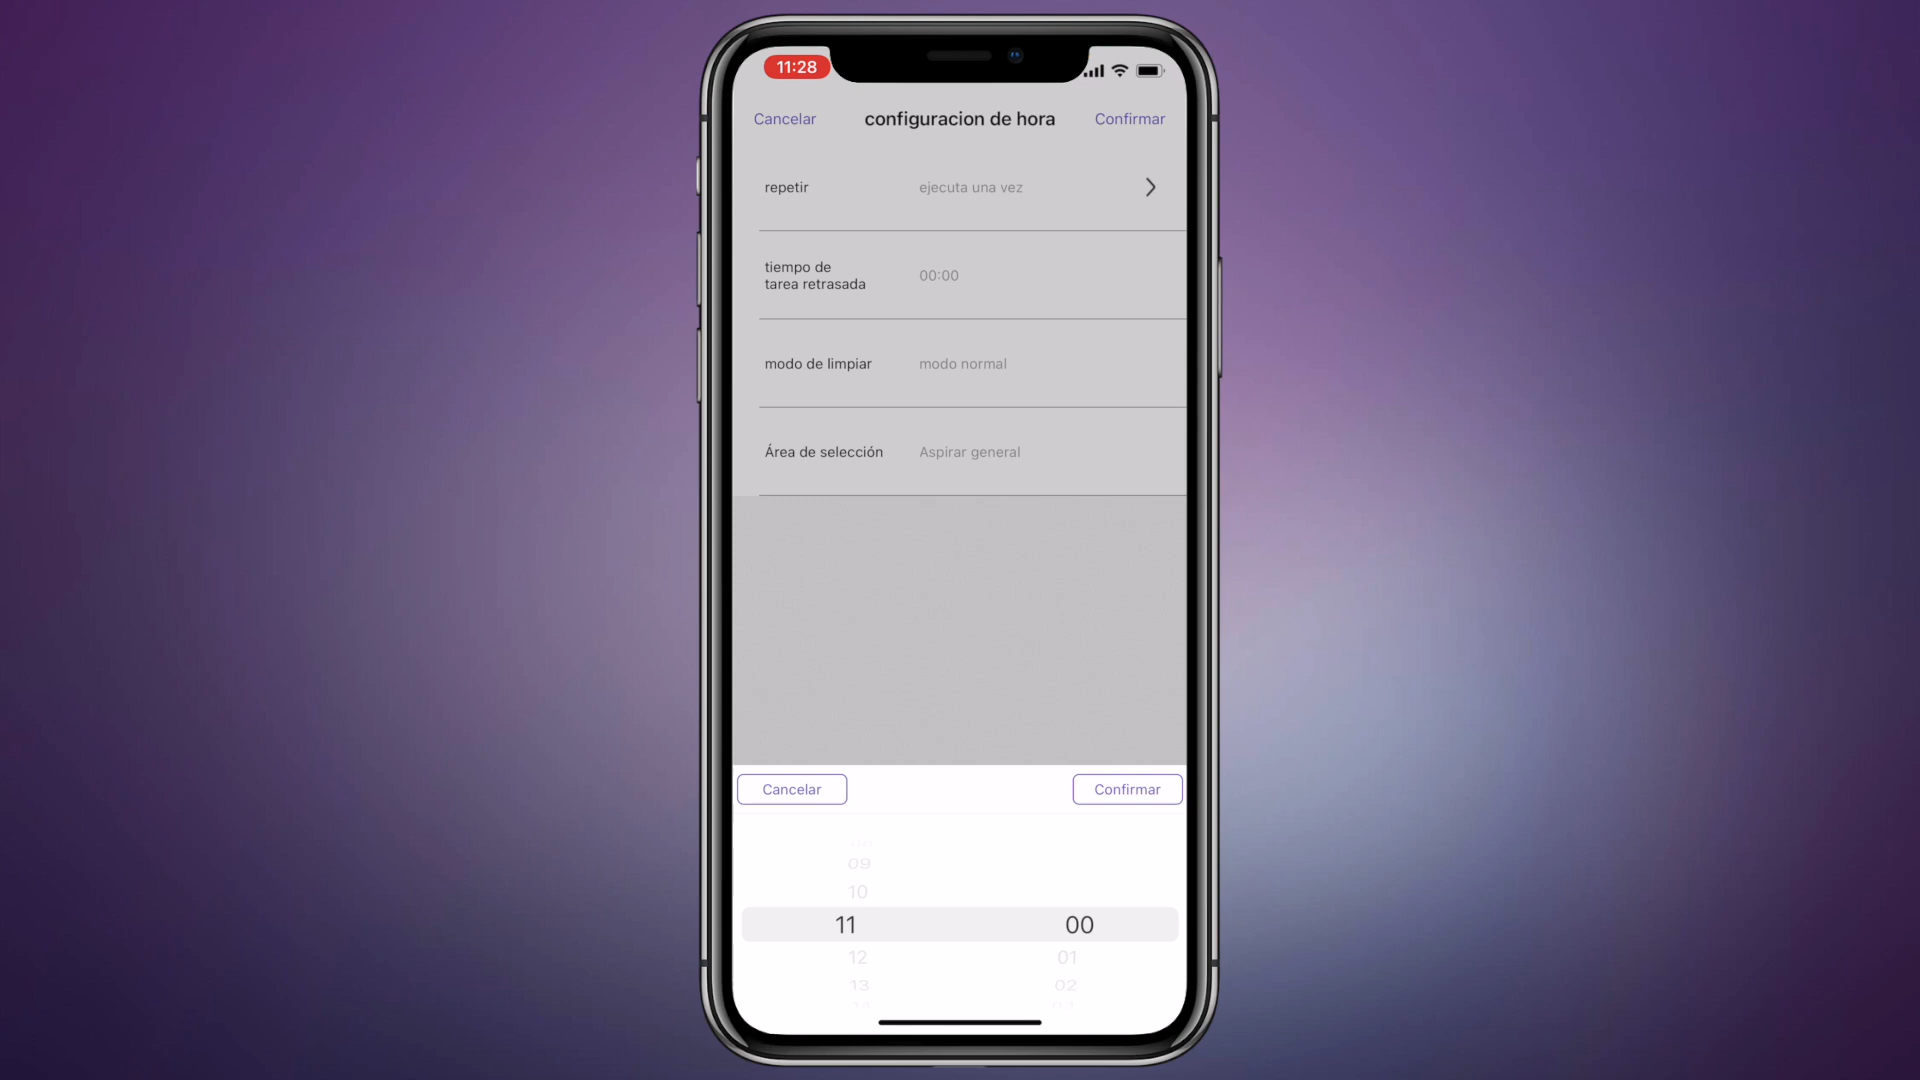 11:28
Cancelar configuracion de hora Confirmar
repetir ejecuta una vez
tiempo de
tarea retrasada 00:00
modo de limpiar modo normal
Área de selección Aspirar general
Cancelar Confirmar
09
10
11 00
12 01
13 02